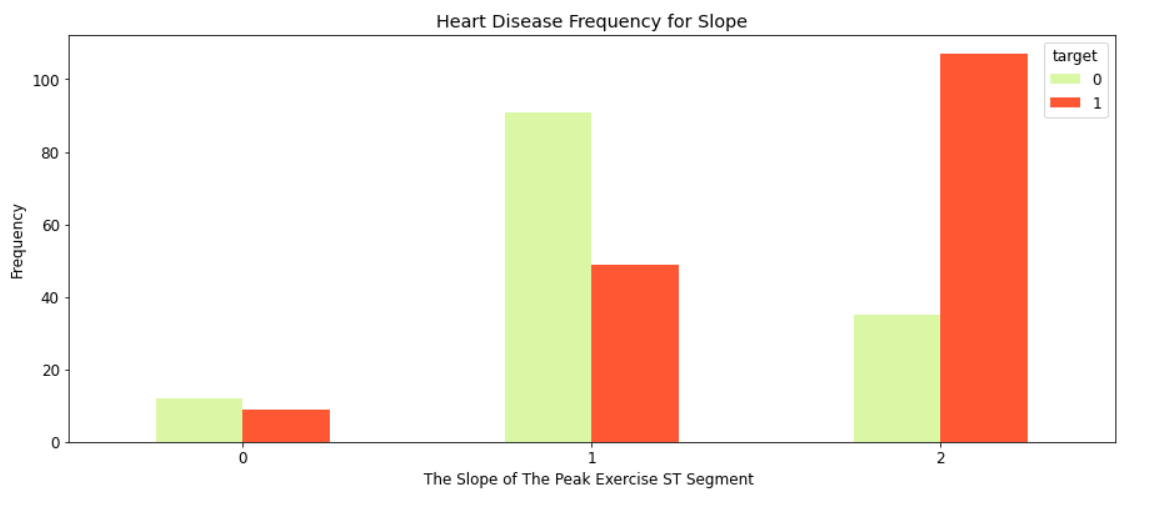 Heart Disease Frequency for Slope
target
0
1
100
80
60
40
20
0
Frequency
0 1 2
The Slope of The Peak Exercise ST Segment